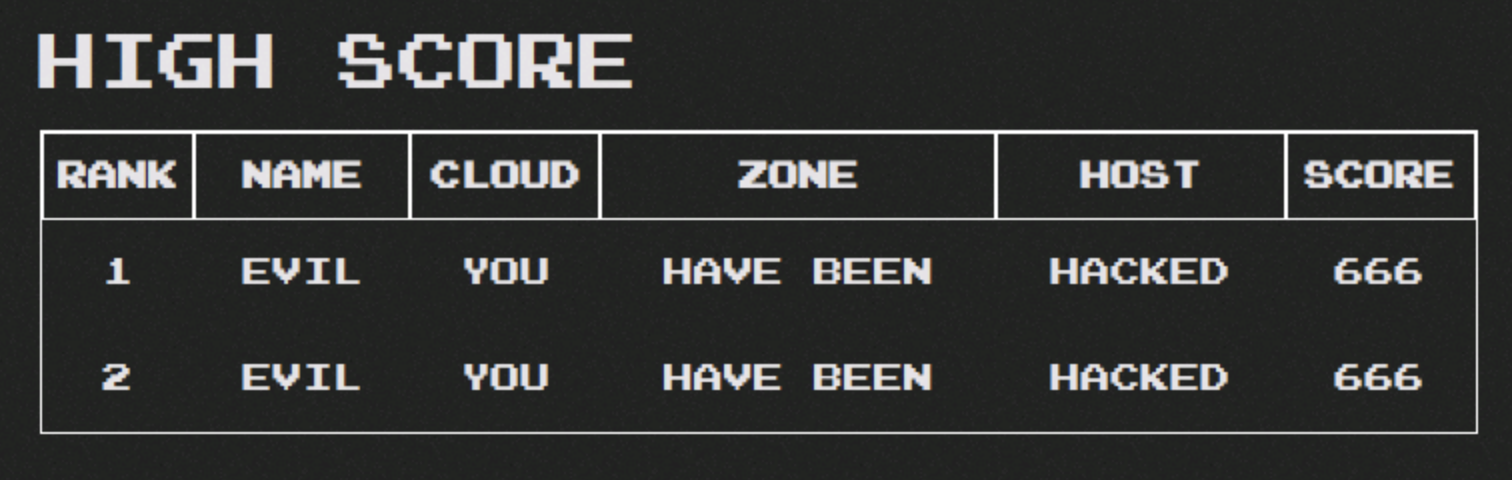 HIGH SCORE
RANK NAME CLOUD ZONE HOST SCORE
1 EVIL YOU HAVE BEEN HACKED 666
2 EVIL YOU HAVE BEEN HACKED 666